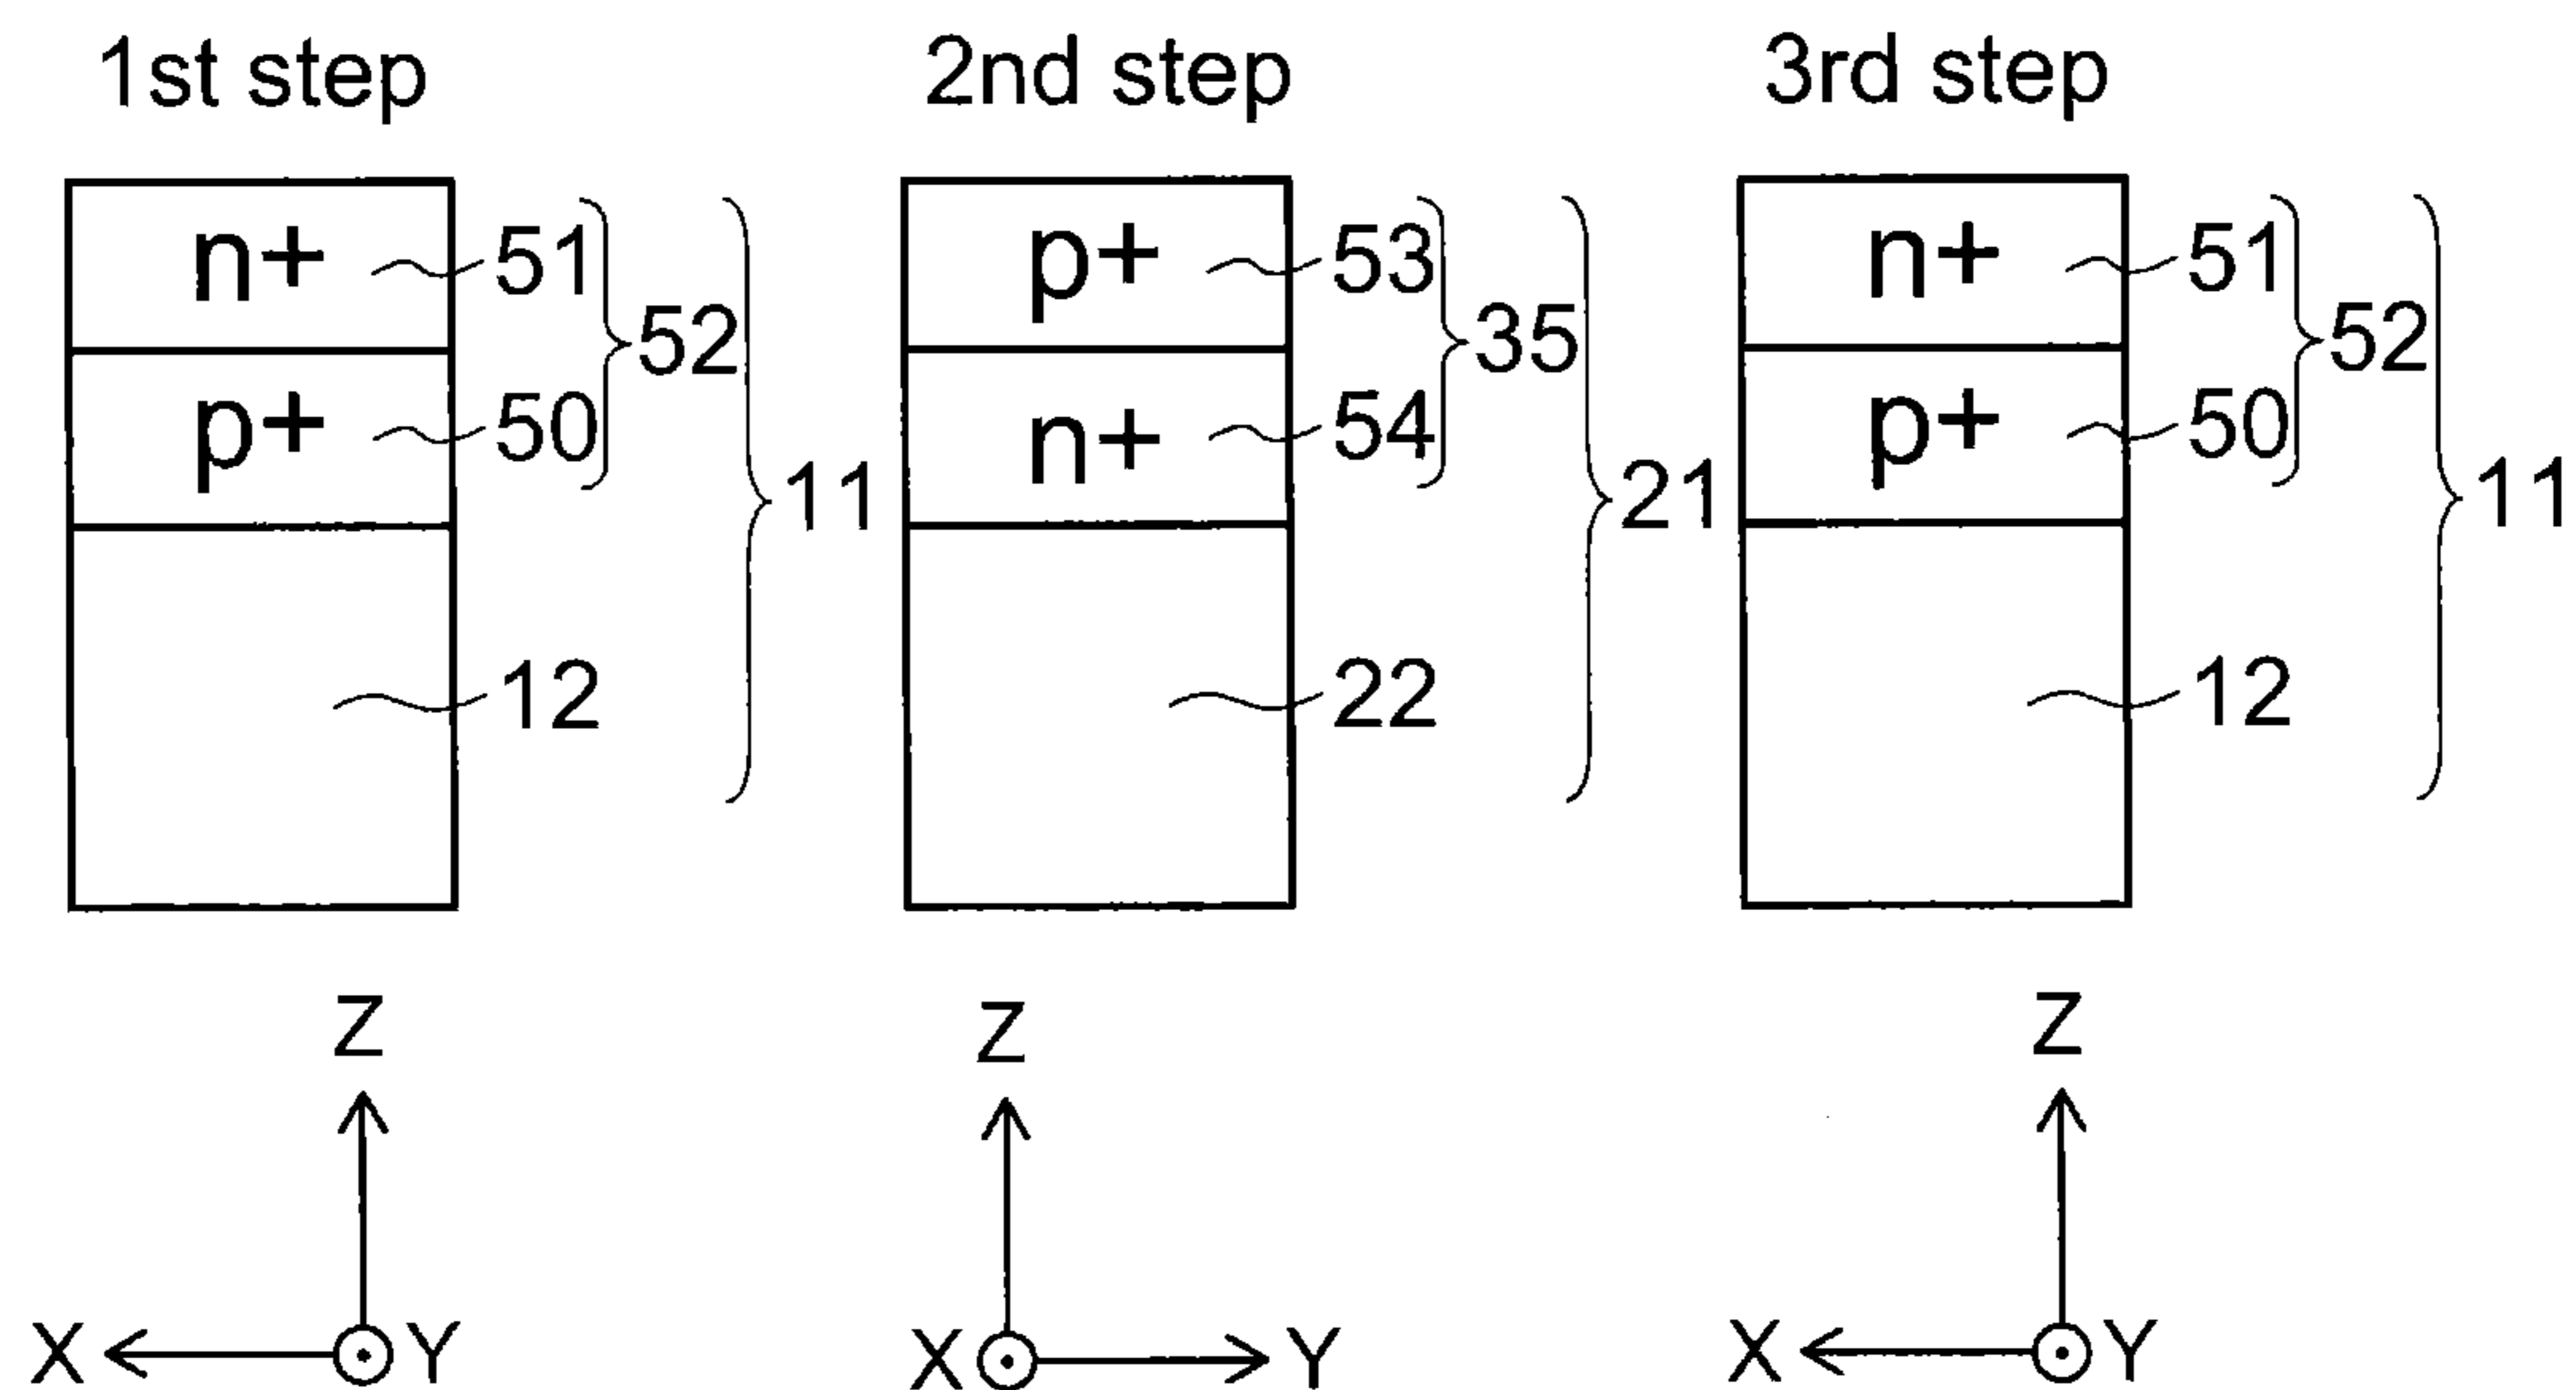 1st step 2nd step 3rd step
n+ 51 p+ 53 n+ 51
52 35 52
p+ 50 n+ 54 p+ 50
11 21 11
12 22 12
Z Z Z
X Y X Y X Y